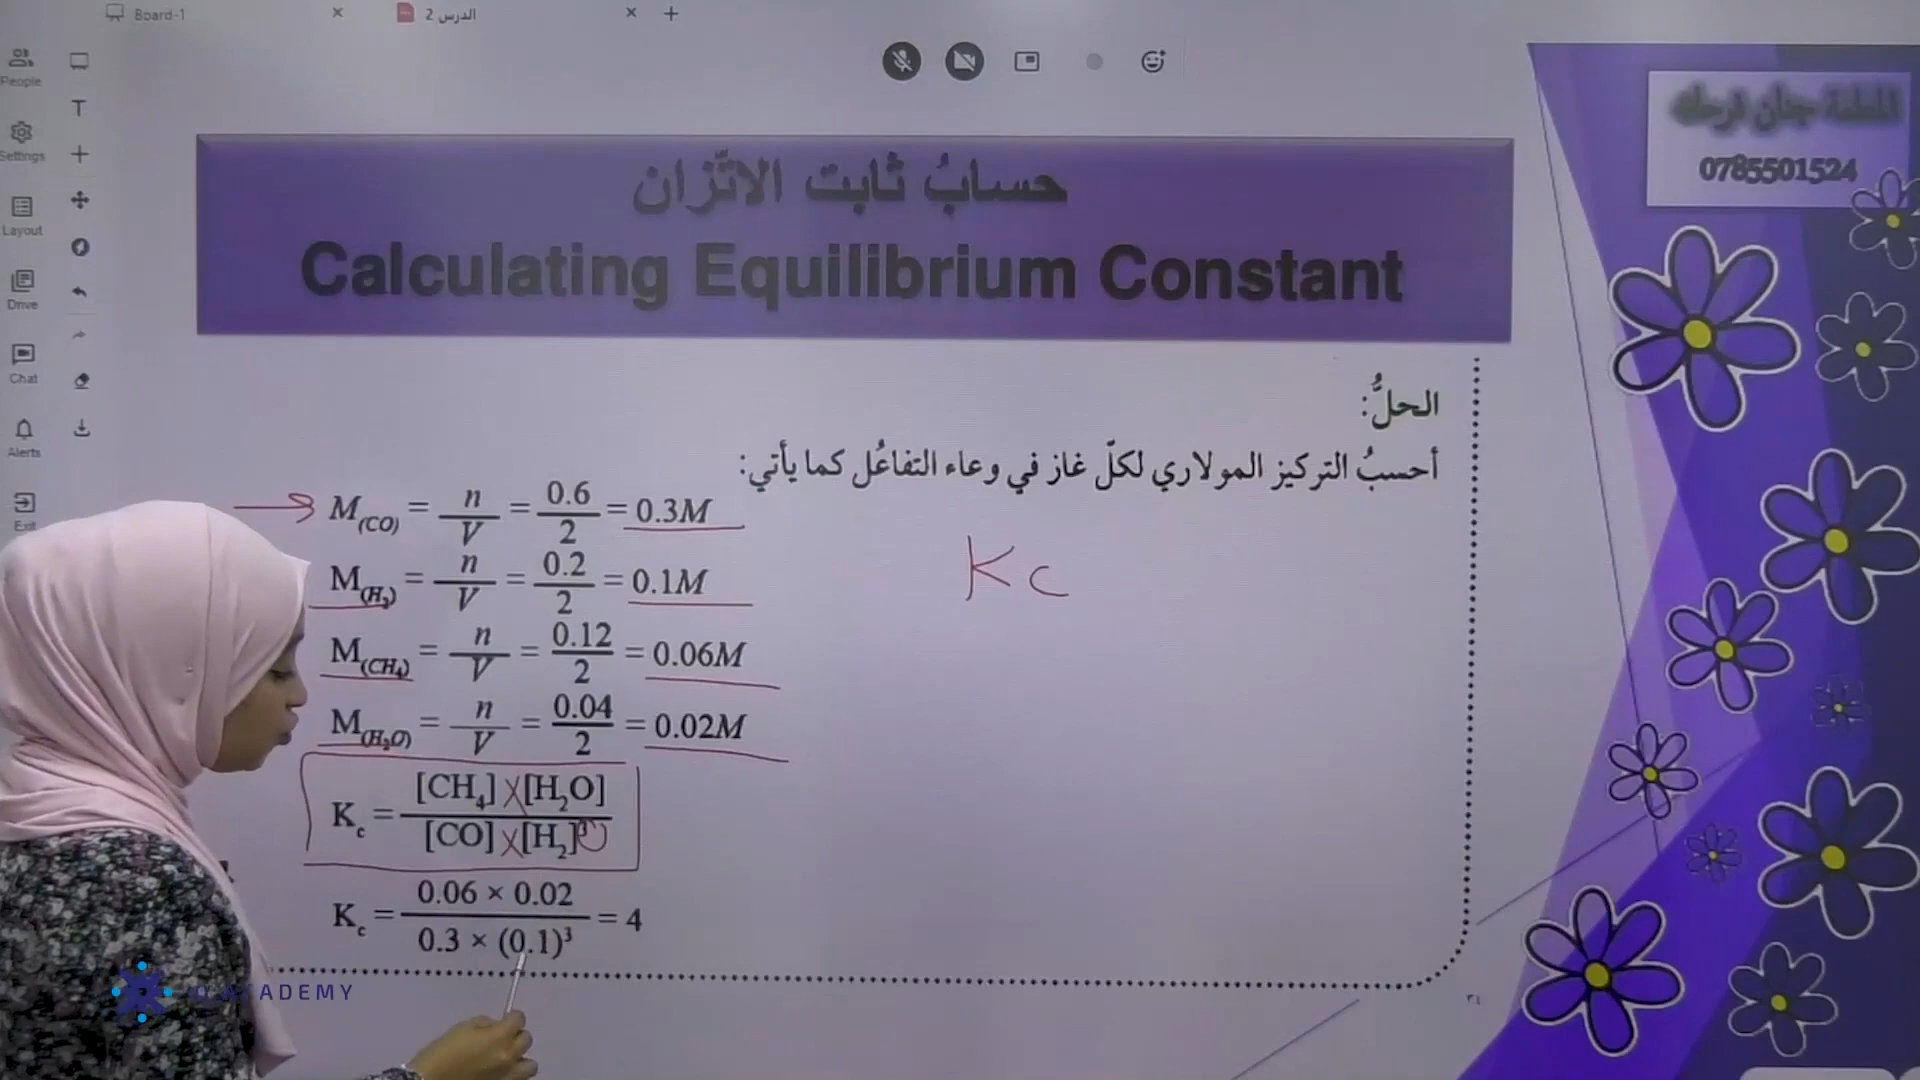 Board-1
الدرس 2
People
Settings
Layout
Drive
Chat
Alerts
Exit
T
0785501524
حسابُ ثابت الاتّزان
Calculating Equilibrium Constant
الحلُّ:
أحسبُ التركيز المولاري لكلّ غاز في وعاء التفاعُل كما يأتي:
M(CO) = n/V = 0.6/2 = 0.3M
M(H₂) = n/V = 0.2/2 = 0.1M
M(CH₄) = n/V = 0.12/2 = 0.06M
M(H₂O) = n/V = 0.04/2 = 0.02M
Kc
Kc = [CH₄]×[H₂O] / [CO]×[H₂]³
Kc = 0.06 × 0.02 / 0.3 × (0.1)³ = 4
ACADEMY